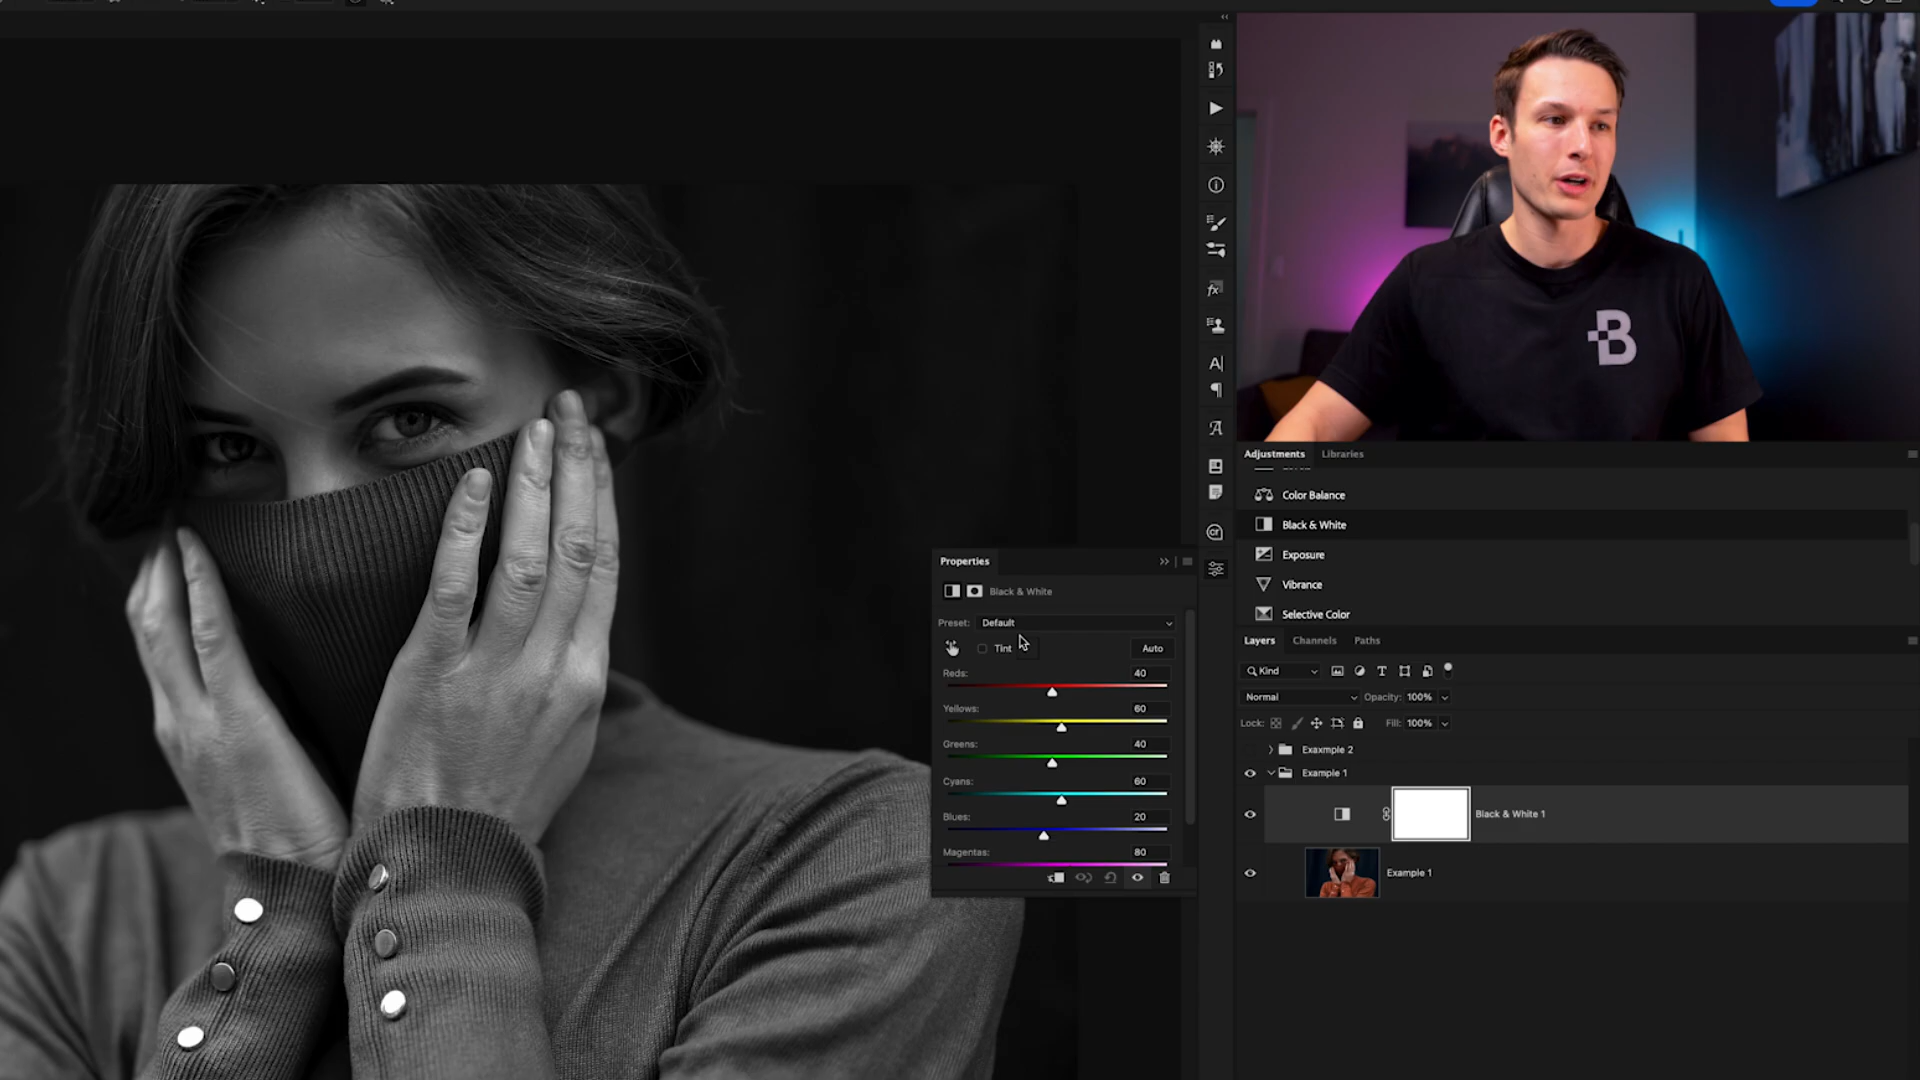 B
Adjustments Libraries
Color Balance
Black & White
Exposure
Vibrance
Selective Color
Properties
Black & White
Preset: Default
Tint Auto
Reds: 40
Yellows: 60
Greens: 40
Cyans: 60
Blues: 20
Magentas: 80
Layers Channels Paths
Kind
Normal Opacity: 100%
Lock: Fill: 100%
Exaxmple 2
Example 1
Black & White 1
Example 1